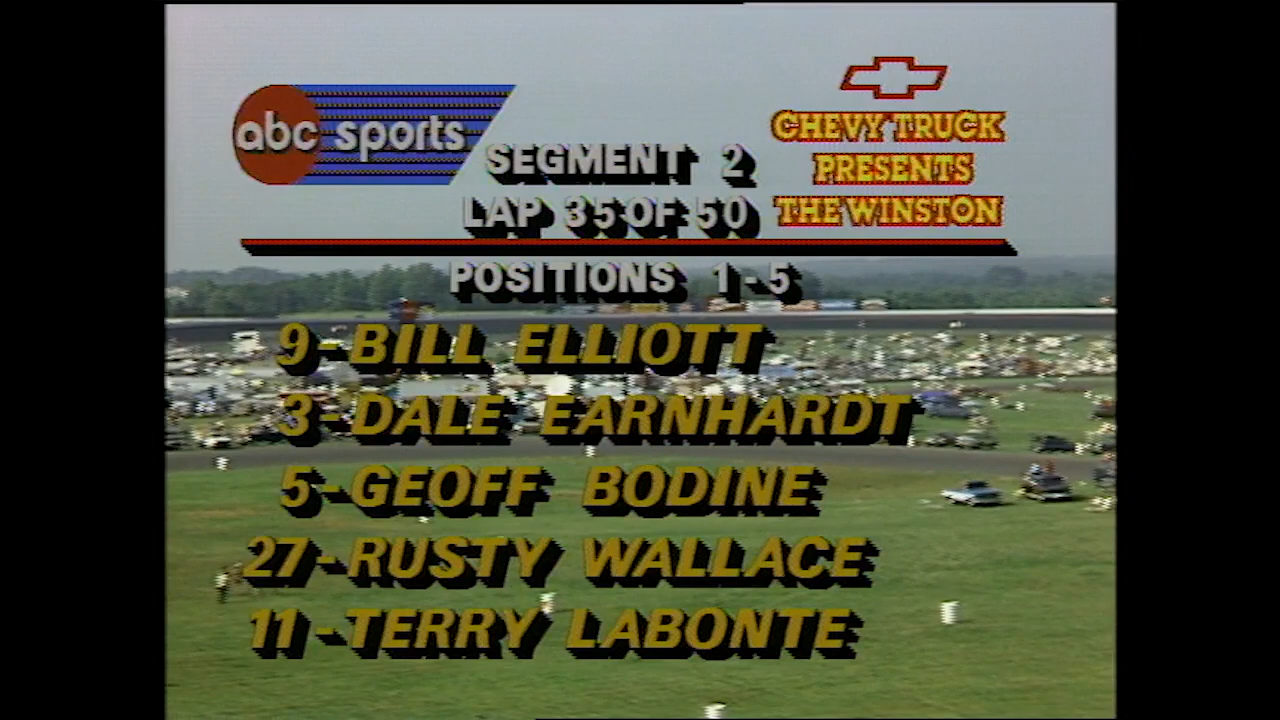 abc sports
CHEVY TRUCK
PRESENTS
THE WINSTON
SEGMENT 2
LAP 35 OF 50
POSITIONS 1-5
9-BILL ELLIOTT
3-DALE EARNHARDT
5-GEOFF BODINE
27-RUSTY WALLACE
11-TERRY LABONTE